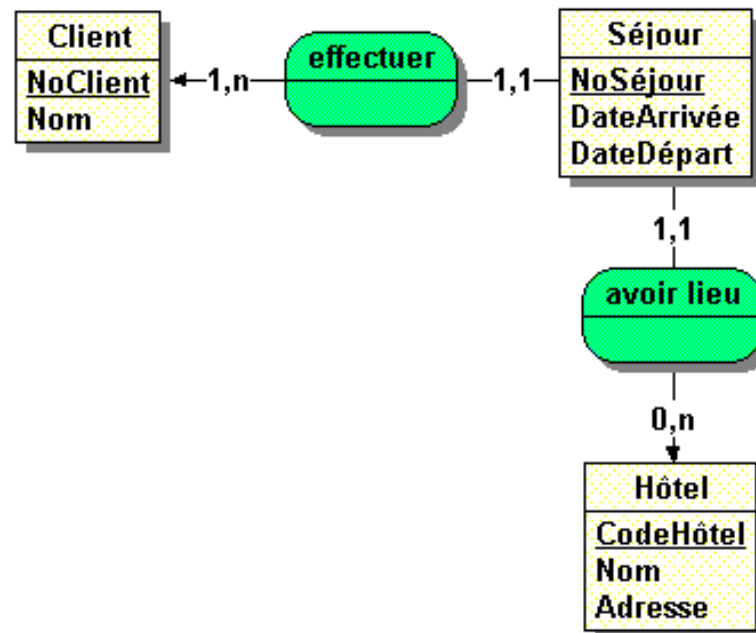 Client
NoClient
Nom
1,n
effectuer
1,1
Séjour
NoSéjour
DateArrivée
DateDépart
1,1
avoir lieu
0,n
Hôtel
CodeHôtel
Nom
Adresse